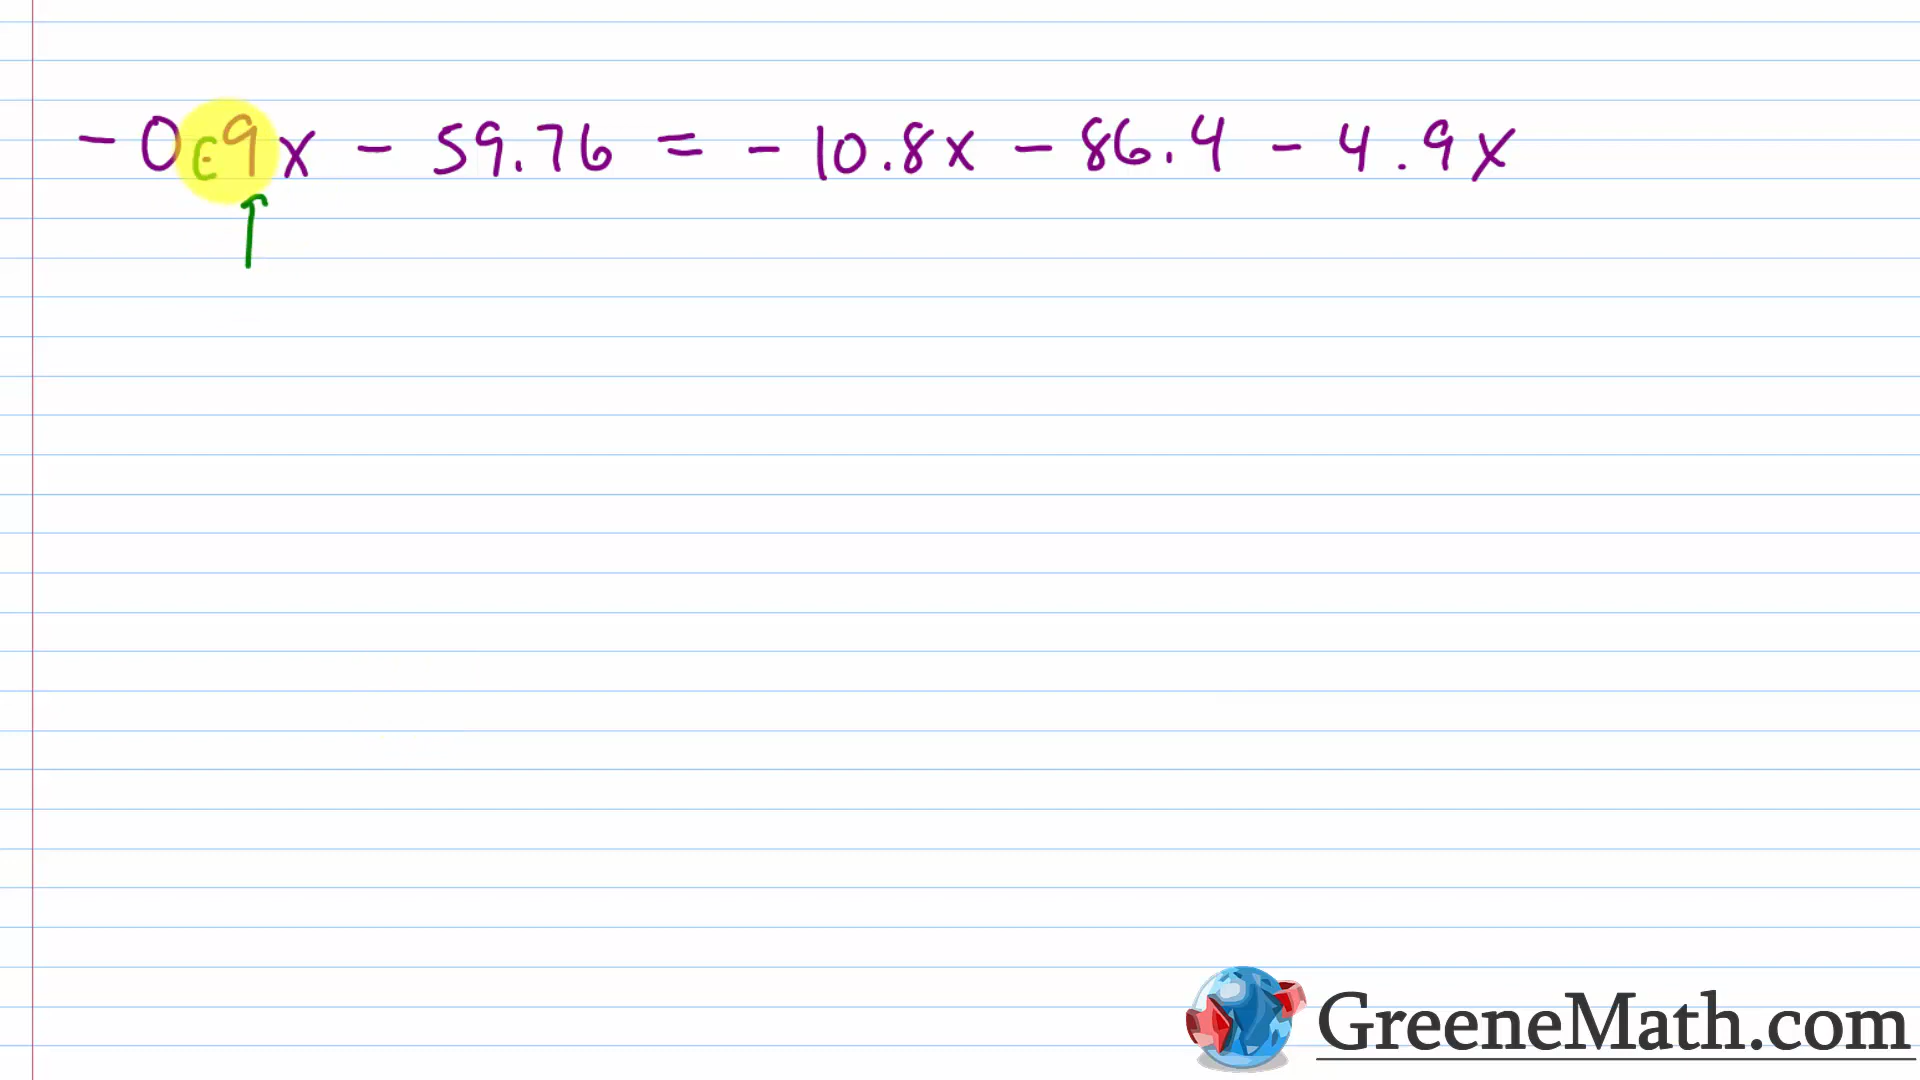 - 0.9x - 59.76 = -10.8x - 86.4 - 4.9x
GreeneMath.com